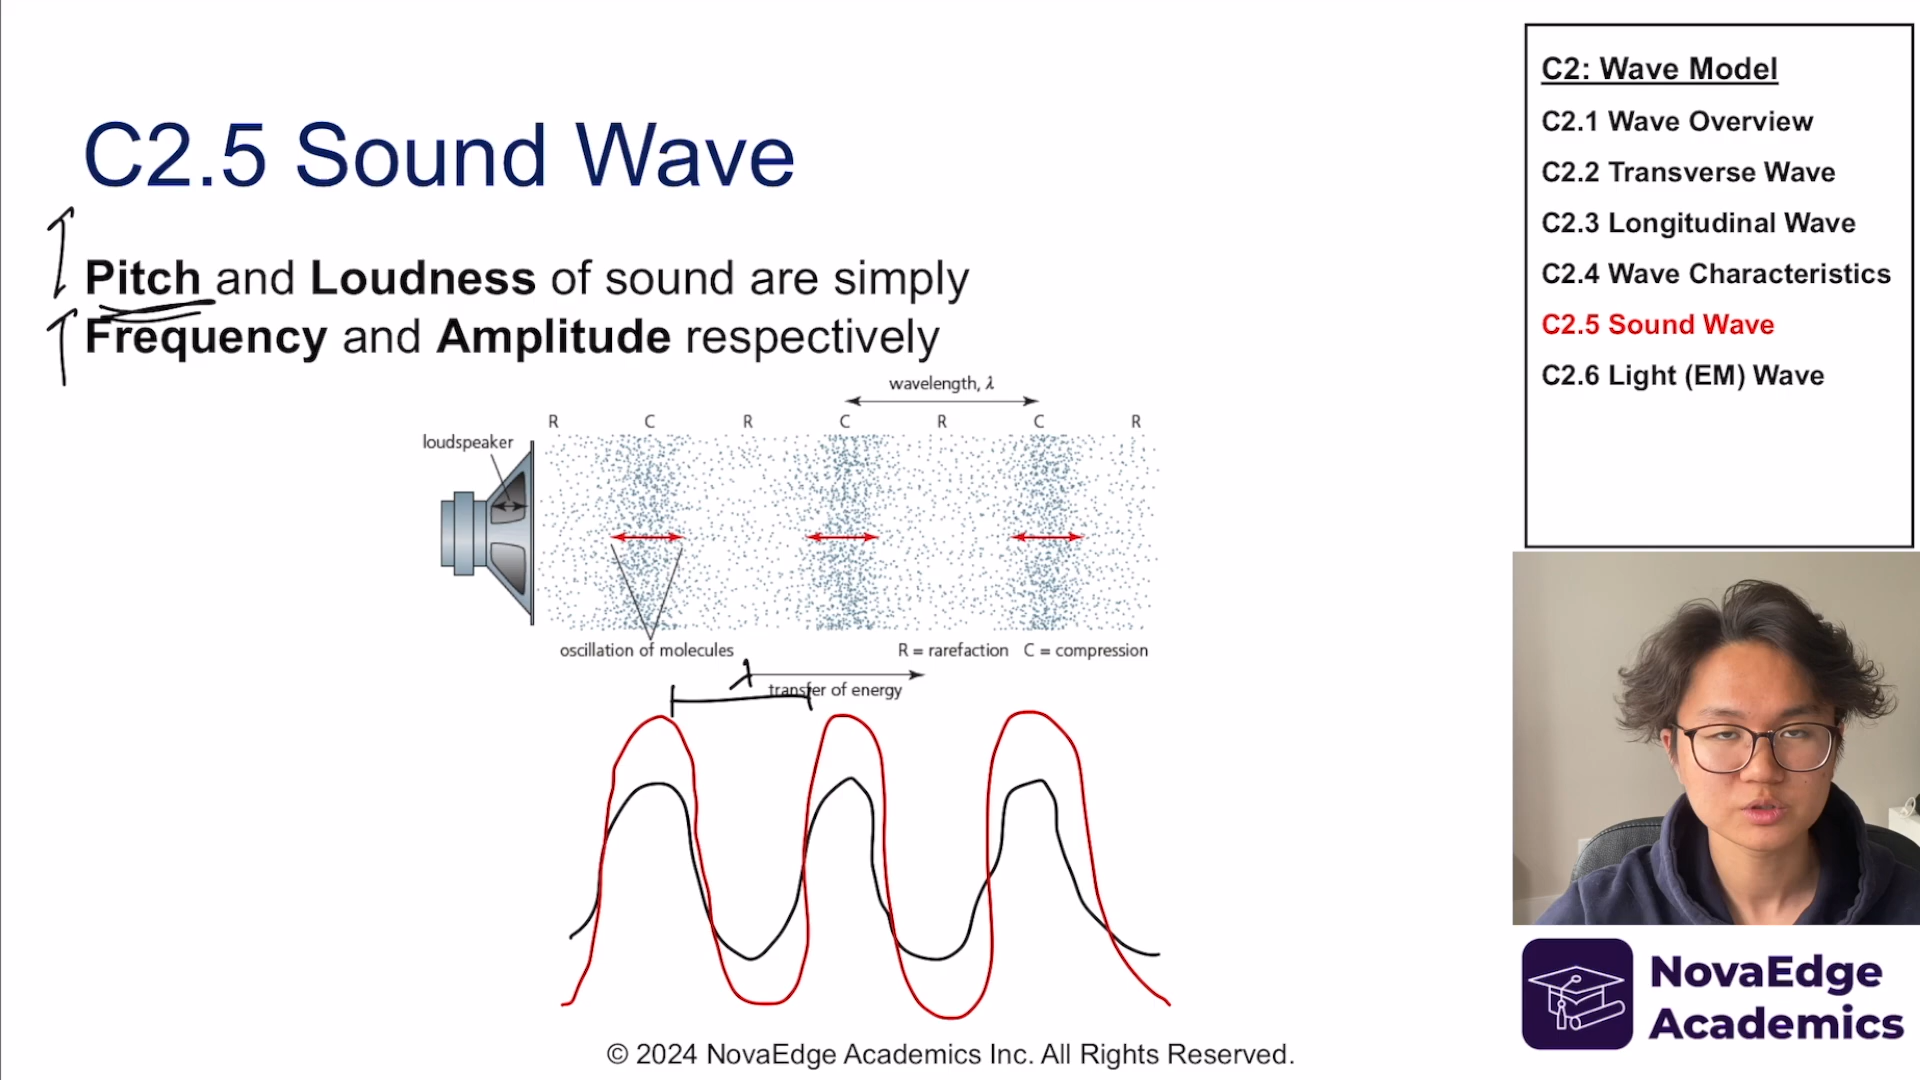 C2.5 Sound Wave
Pitch and Loudness of sound are simply
Frequency and Amplitude respectively
wavelength, λ
R C R C R C R
loudspeaker
oscillation of molecules
R = rarefaction C = compression
λ
transfer of energy
© 2024 NovaEdge Academics Inc. All Rights Reserved.
C2: Wave Model
C2.1 Wave Overview
C2.2 Transverse Wave
C2.3 Longitudinal Wave
C2.4 Wave Characteristics
C2.5 Sound Wave
C2.6 Light (EM) Wave
NovaEdge
Academics